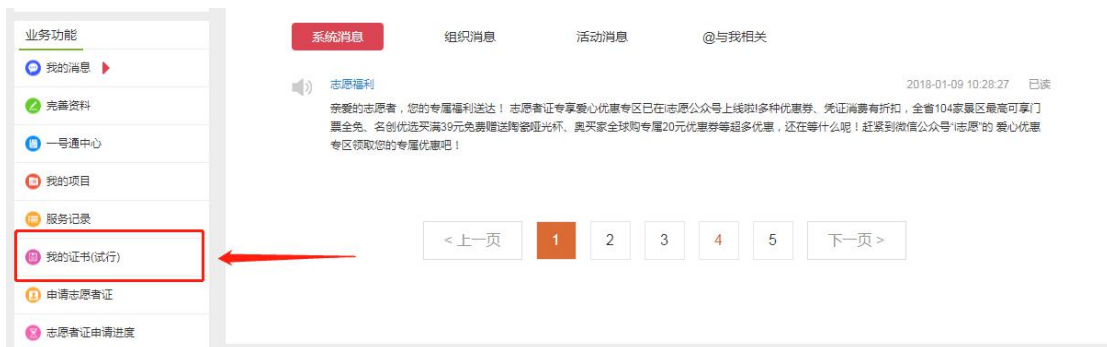 业务功能
我的消息
完善资料
一号通中心
我的项目
服务记录
我的证书(试行)
申请志愿者证
志愿者证申请进度
系统消息 组织消息 活动消息 @与我相关
志愿福利 2018-01-09 10:28:27 已读
亲爱的志愿者，您的专属福利送达！ 志愿者证专享爱心优惠专区已在i志愿公众号上线啦!多种优惠券、凭证消费有折扣，全省104家景区最高可享门
票全免、名创优选买满39元免费赠送陶瓷哑光杯、奥买家全球购专属20元优惠券等超多优惠，还在等什么呢！赶紧到微信公众号“i志愿”的 爱心优惠
专区领取您的专属优惠吧！
<上一页 1 2 3 4 5 下一页 >